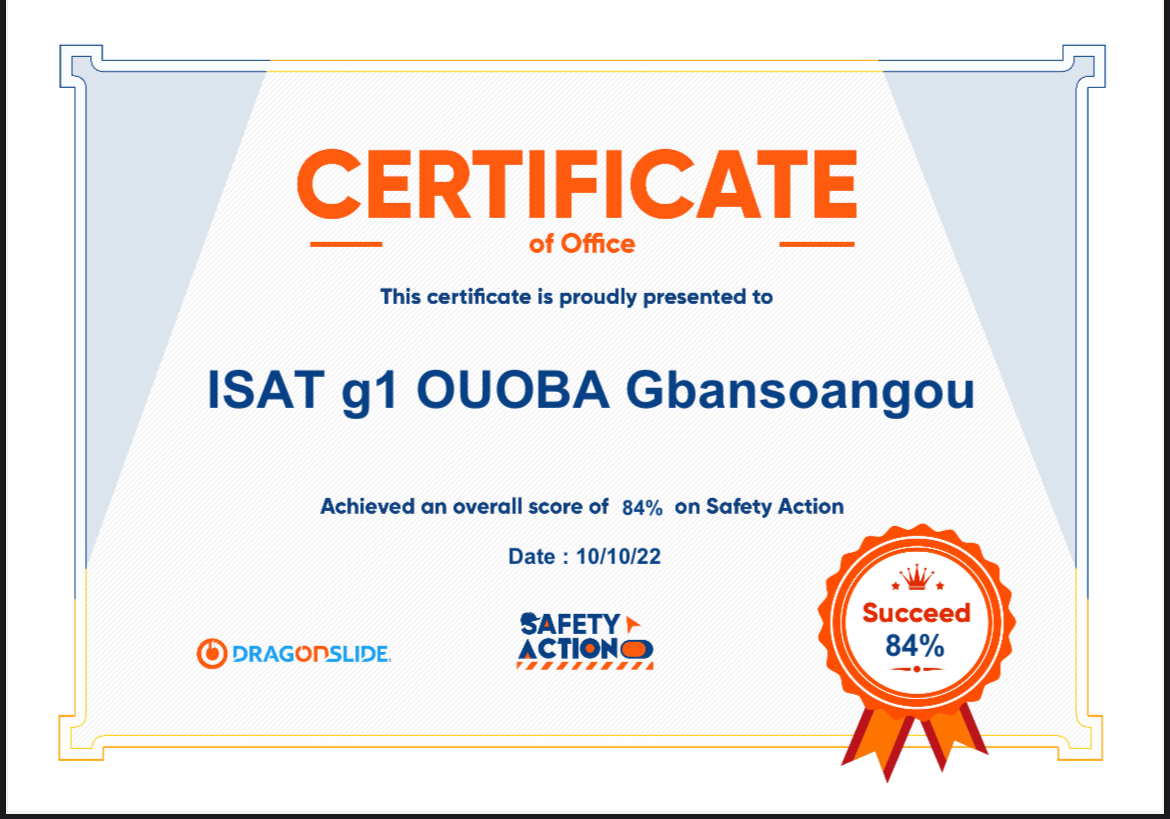 CERTIFICATE
of Office
This certificate is proudly presented to
ISAT g1 OUOBA Gbansoangou
Achieved an overall score of 84% on Safety Action
Date : 10/10/22
Succeed
84%
DRAGONSLIDE
SAFETY
ACTION